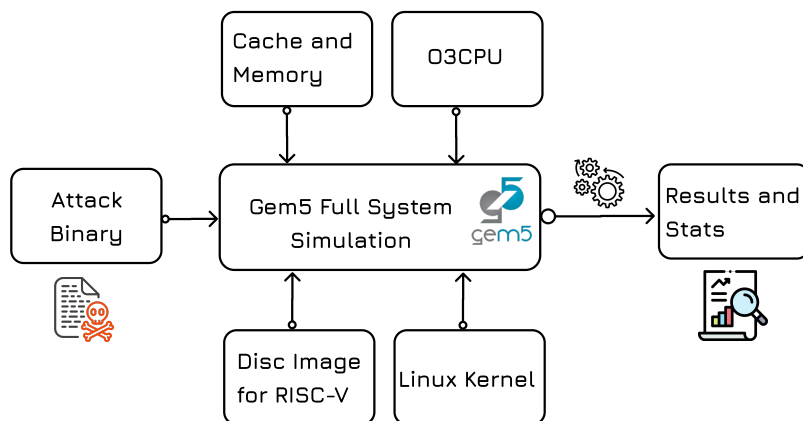 Cache and
Memory
O3CPU
Attack
Binary
Gem5 Full System
Simulation
g5
gem5
Results and
Stats
Disc Image
for RISC-V
Linux Kernel